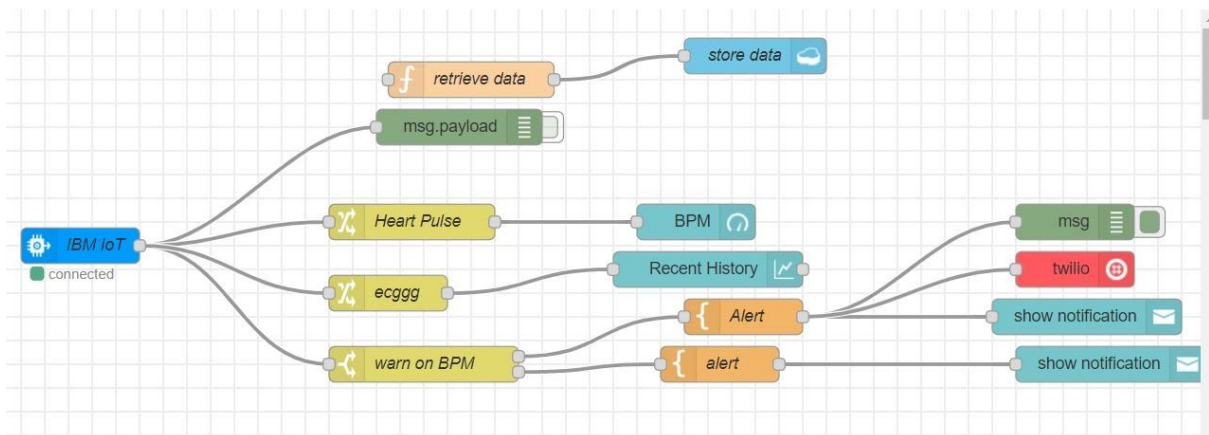 store data
retrieve data
msg.payload
Heart Pulse
BPM
msg
IBM IoT
connected
Recent History
twilio
ecggg
Alert
show notification
warn on BPM
alert
show notification